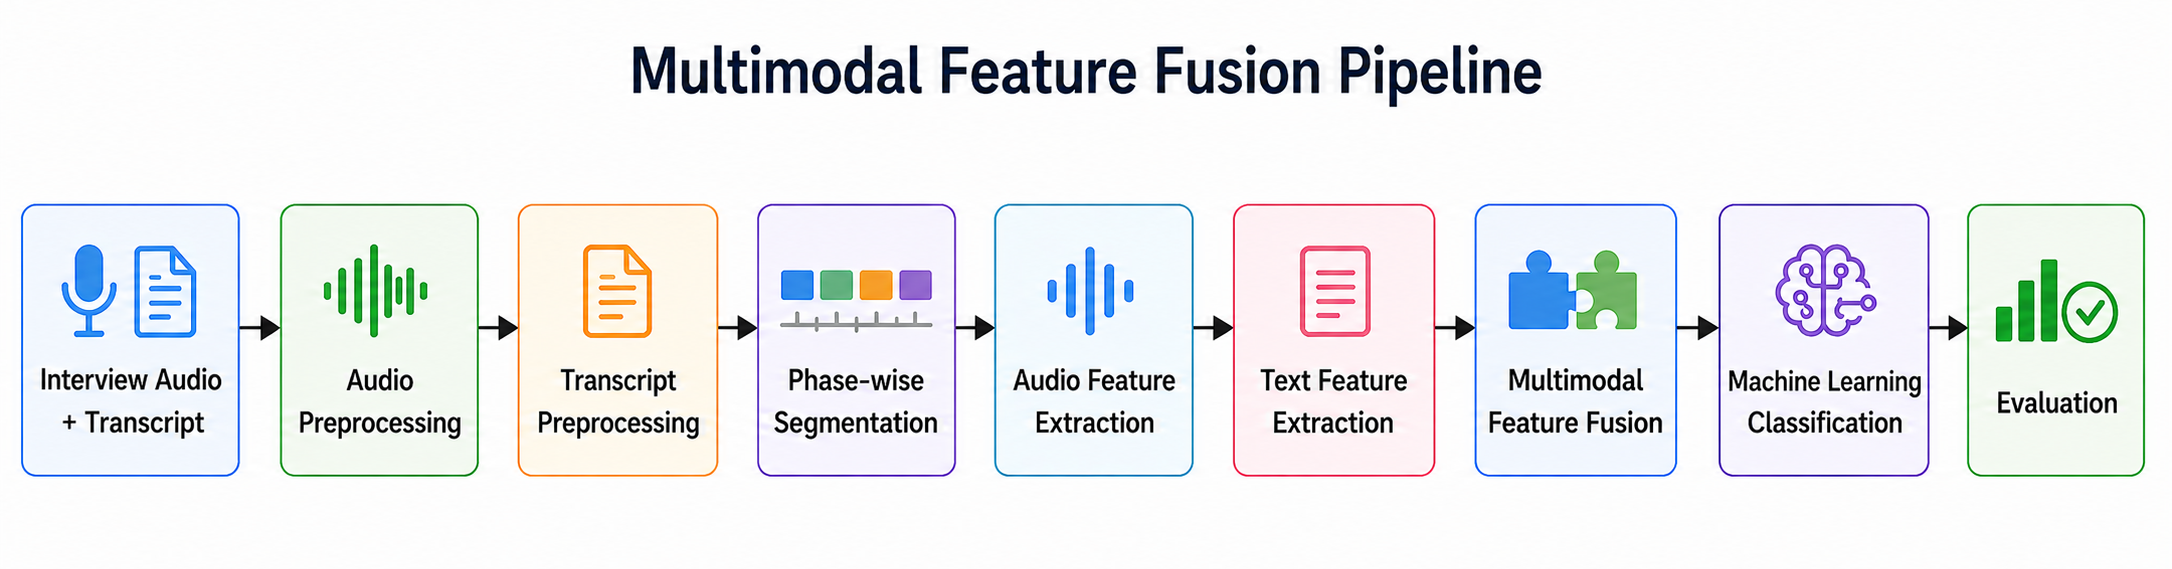 Multimodal Feature Fusion Pipeline
Interview Audio
+ Transcript
Audio
Preprocessing
Transcript
Preprocessing
Phase-wise
Segmentation
Audio Feature
Extraction
Text Feature
Extraction
Multimodal
Feature Fusion
Machine Learning
Classification
Evaluation